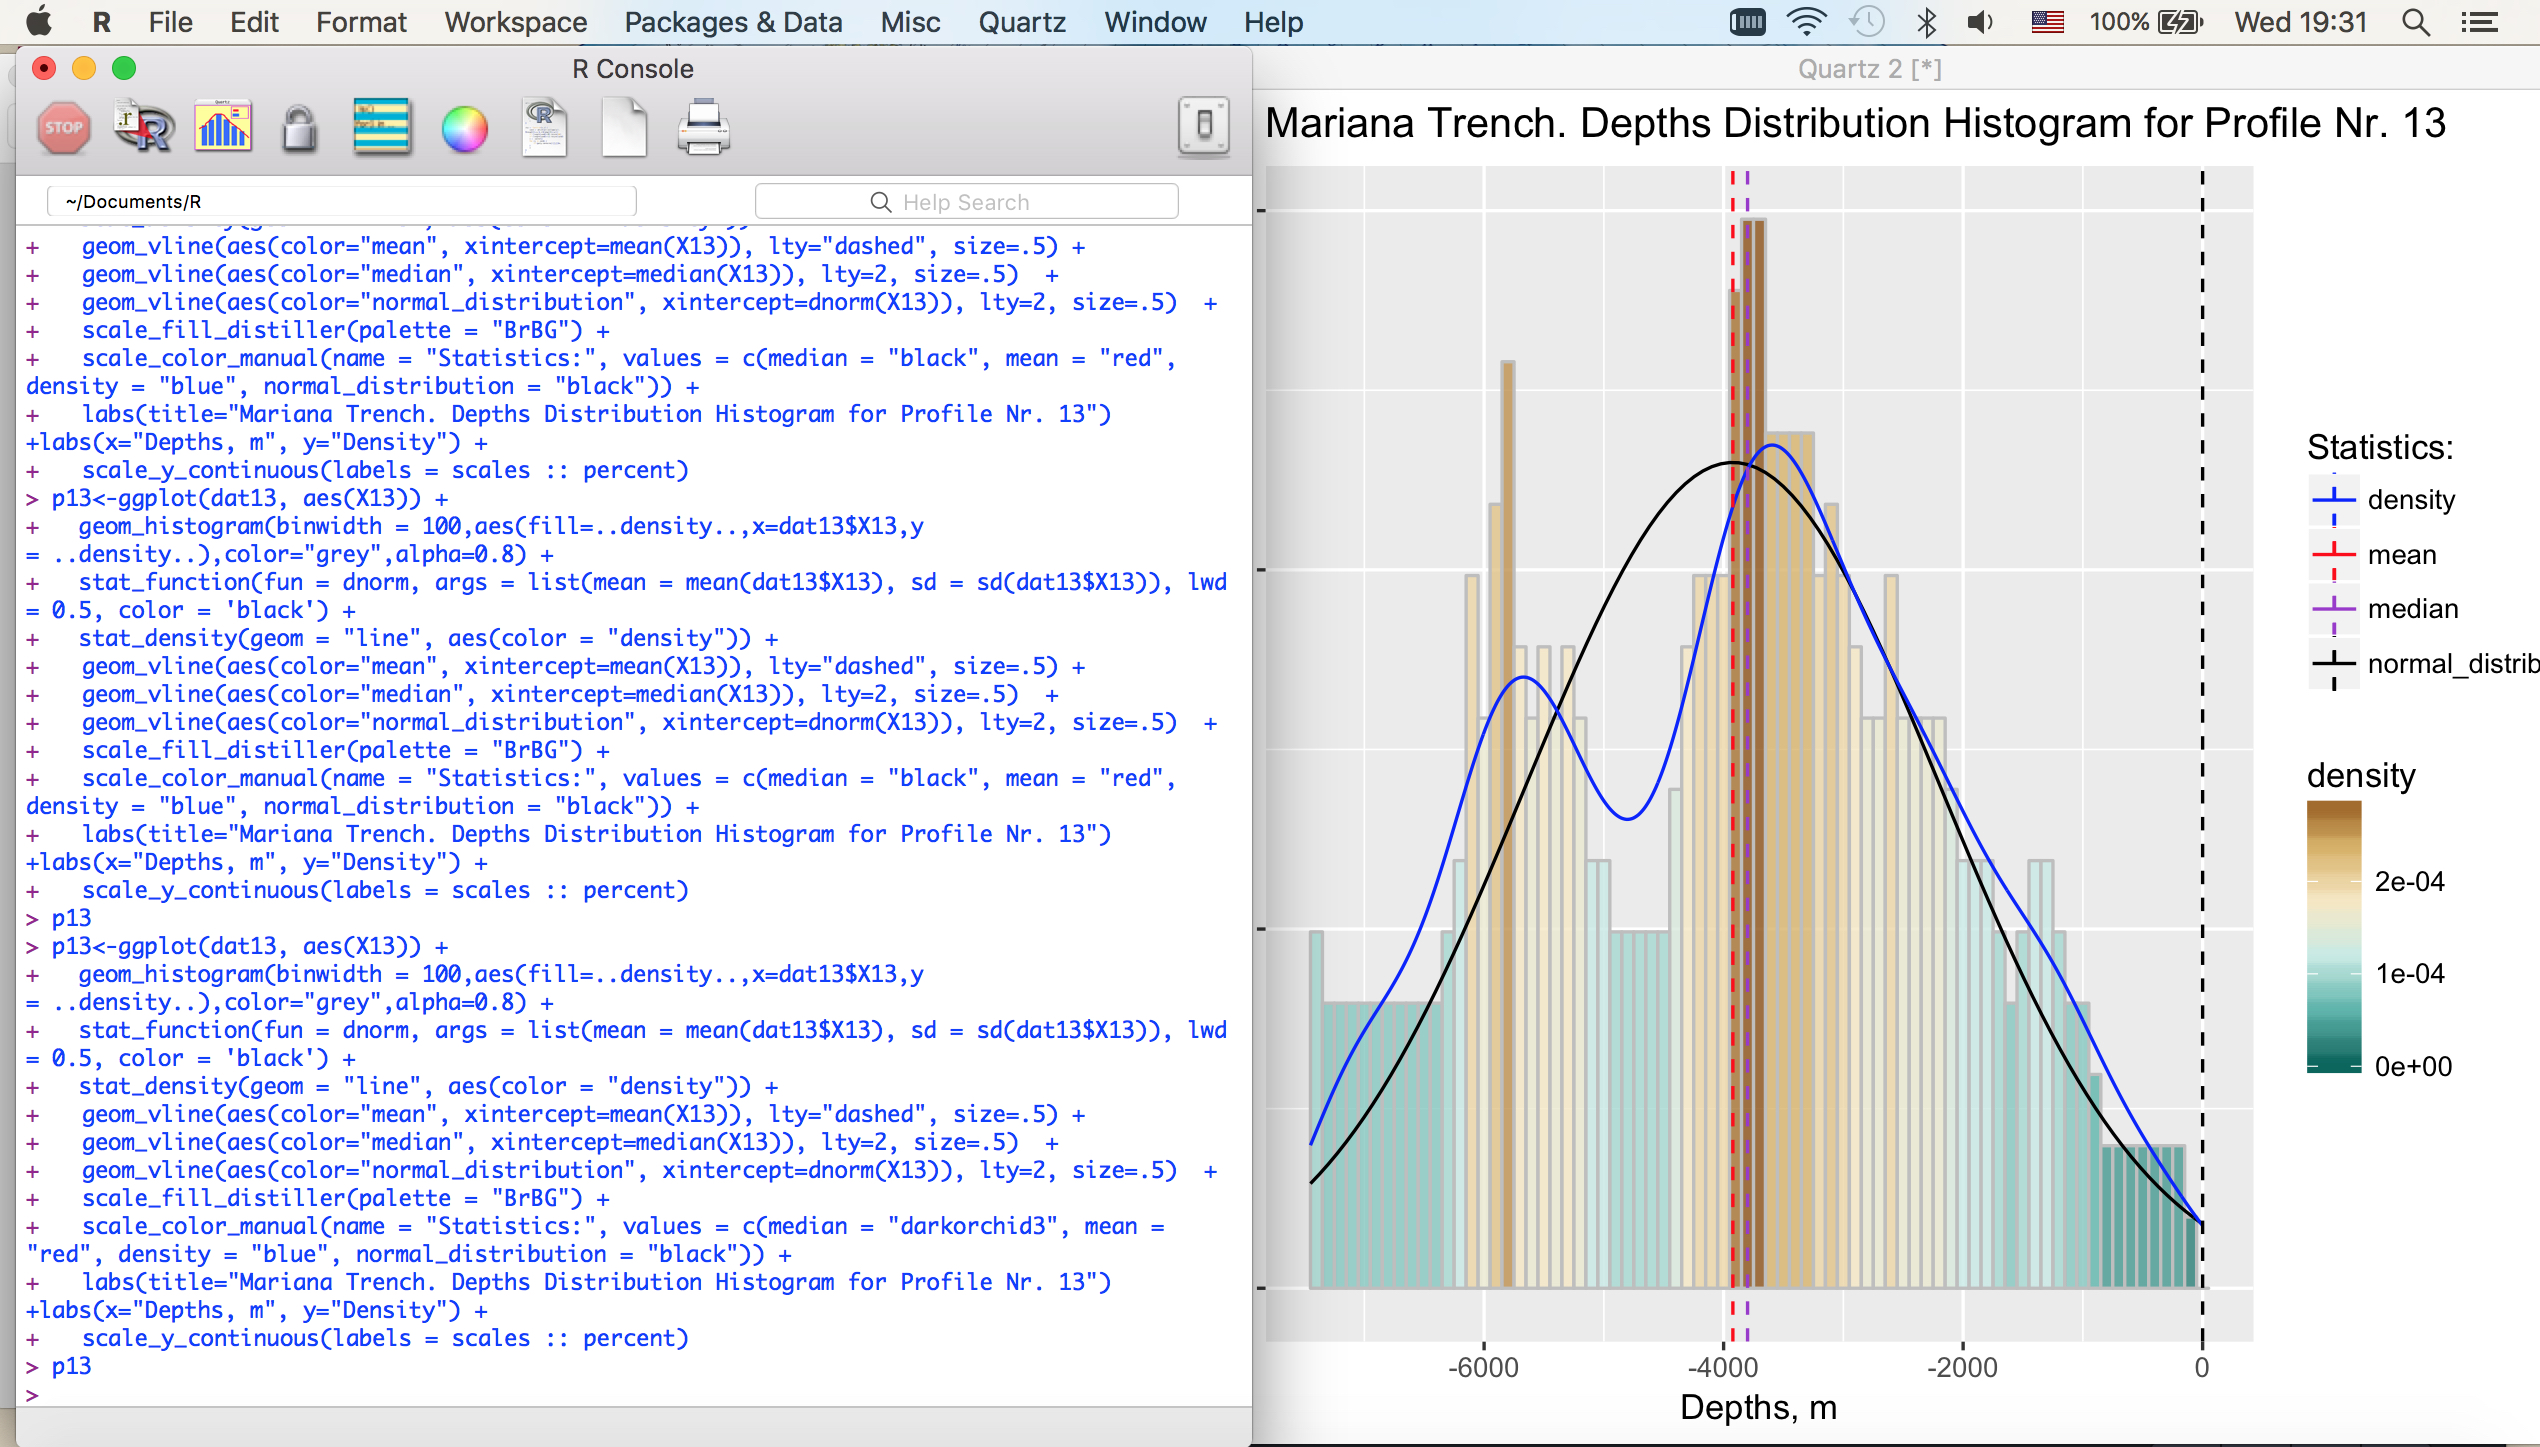 R File Edit Format Workspace Packages & Data Misc Quartz Window Help 100% Wed 19:31
R Console
STOP
~/Documents/R
Help Search
+ geom_vline(aes(color="mean", xintercept=mean(X13)), lty="dashed", size=.5) +
+ geom_vline(aes(color="median", xintercept=median(X13)), lty=2, size=.5) +
+ geom_vline(aes(color="normal_distribution", xintercept=dnorm(X13)), lty=2, size=.5) +
+ scale_fill_distiller(palette = "BrBG") +
+ scale_color_manual(name = "Statistics:", values = c(median = "black", mean = "red",
density = "blue", normal_distribution = "black")) +
+ labs(title="Mariana Trench. Depths Distribution Histogram for Profile Nr. 13")
+labs(x="Depths, m", y="Density") +
+ scale_y_continuous(labels = scales :: percent)
> p13<-ggplot(dat13, aes(X13)) +
+ geom_histogram(binwidth = 100,aes(fill=..density..,x=dat13$X13,y
= ..density..),color="grey",alpha=0.8) +
+ stat_function(fun = dnorm, args = list(mean = mean(dat13$X13), sd = sd(dat13$X13)), lwd
= 0.5, color = 'black') +
+ stat_density(geom = "line", aes(color = "density")) +
+ geom_vline(aes(color="mean", xintercept=mean(X13)), lty="dashed", size=.5) +
+ geom_vline(aes(color="median", xintercept=median(X13)), lty=2, size=.5) +
+ geom_vline(aes(color="normal_distribution", xintercept=dnorm(X13)), lty=2, size=.5) +
+ scale_fill_distiller(palette = "BrBG") +
+ scale_color_manual(name = "Statistics:", values = c(median = "black", mean = "red",
density = "blue", normal_distribution = "black")) +
+ labs(title="Mariana Trench. Depths Distribution Histogram for Profile Nr. 13")
+labs(x="Depths, m", y="Density") +
+ scale_y_continuous(labels = scales :: percent)
> p13
> p13<-ggplot(dat13, aes(X13)) +
+ geom_histogram(binwidth = 100,aes(fill=..density..,x=dat13$X13,y
= ..density..),color="grey",alpha=0.8) +
+ stat_function(fun = dnorm, args = list(mean = mean(dat13$X13), sd = sd(dat13$X13)), lwd
= 0.5, color = 'black') +
+ stat_density(geom = "line", aes(color = "density")) +
+ geom_vline(aes(color="mean", xintercept=mean(X13)), lty="dashed", size=.5) +
+ geom_vline(aes(color="median", xintercept=median(X13)), lty=2, size=.5) +
+ geom_vline(aes(color="normal_distribution", xintercept=dnorm(X13)), lty=2, size=.5) +
+ scale_fill_distiller(palette = "BrBG") +
+ scale_color_manual(name = "Statistics:", values = c(median = "darkorchid3", mean =
"red", density = "blue", normal_distribution = "black")) +
+ labs(title="Mariana Trench. Depths Distribution Histogram for Profile Nr. 13")
+labs(x="Depths, m", y="Density") +
+ scale_y_continuous(labels = scales :: percent)
> p13
>
Quartz 2 [*]
Mariana Trench. Depths Distribution Histogram for Profile Nr. 13
Statistics:
density
mean
median
normal_distrib
density
2e-04
1e-04
0e+00
-6000 -4000 -2000 0
Depths, m